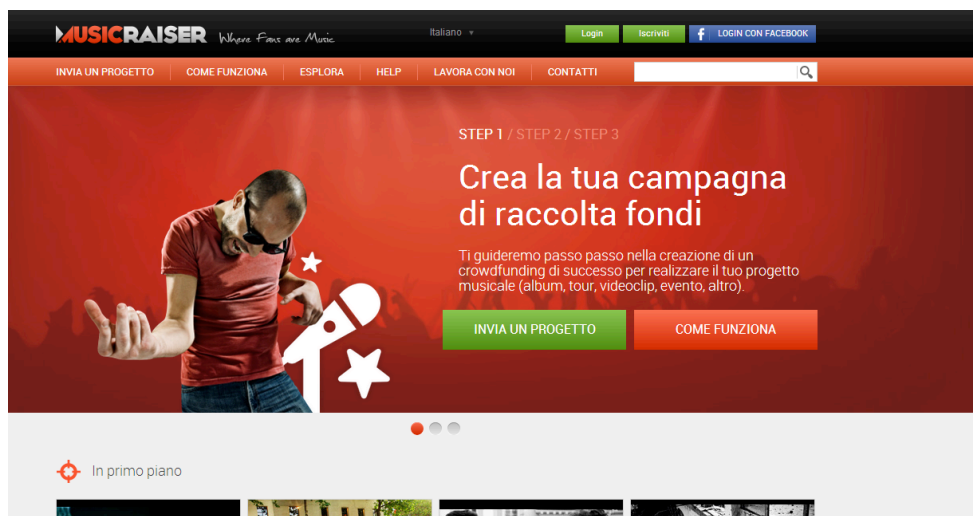 MUSICRAISER Where Fans are Music
Italiano
Login
Iscriviti
f LOGIN CON FACEBOOK
INVIA UN PROGETTO
COME FUNZIONA
ESPLORA
HELP
LAVORA CON NOI
CONTATTI
STEP 1 / STEP 2 / STEP 3
Crea la tua campagna
di raccolta fondi
Ti guideremo passo passo nella creazione di un
crowdfunding di successo per realizzare il tuo progetto
musicale (album, tour, videoclip, evento, altro).
INVIA UN PROGETTO
COME FUNZIONA
In primo piano